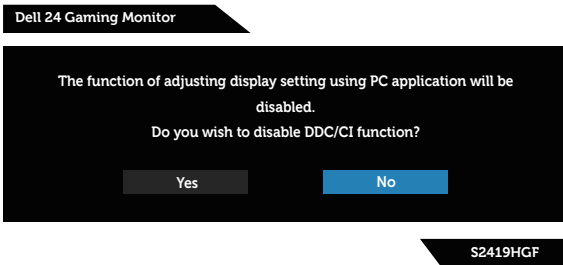 Dell 24 Gaming Monitor
The function of adjusting display setting using PC application will be
disabled.
Do you wish to disable DDC/CI function?
Yes
No
S2419HGF